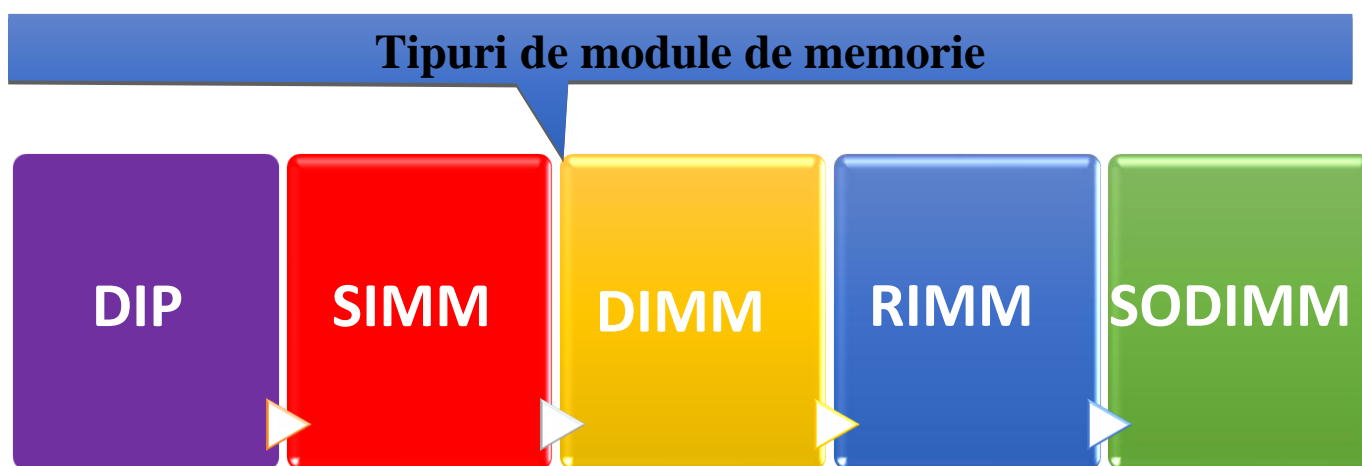 Tipuri de module de memorie
DIP
SIMM
DIMM
RIMM
SODIMM